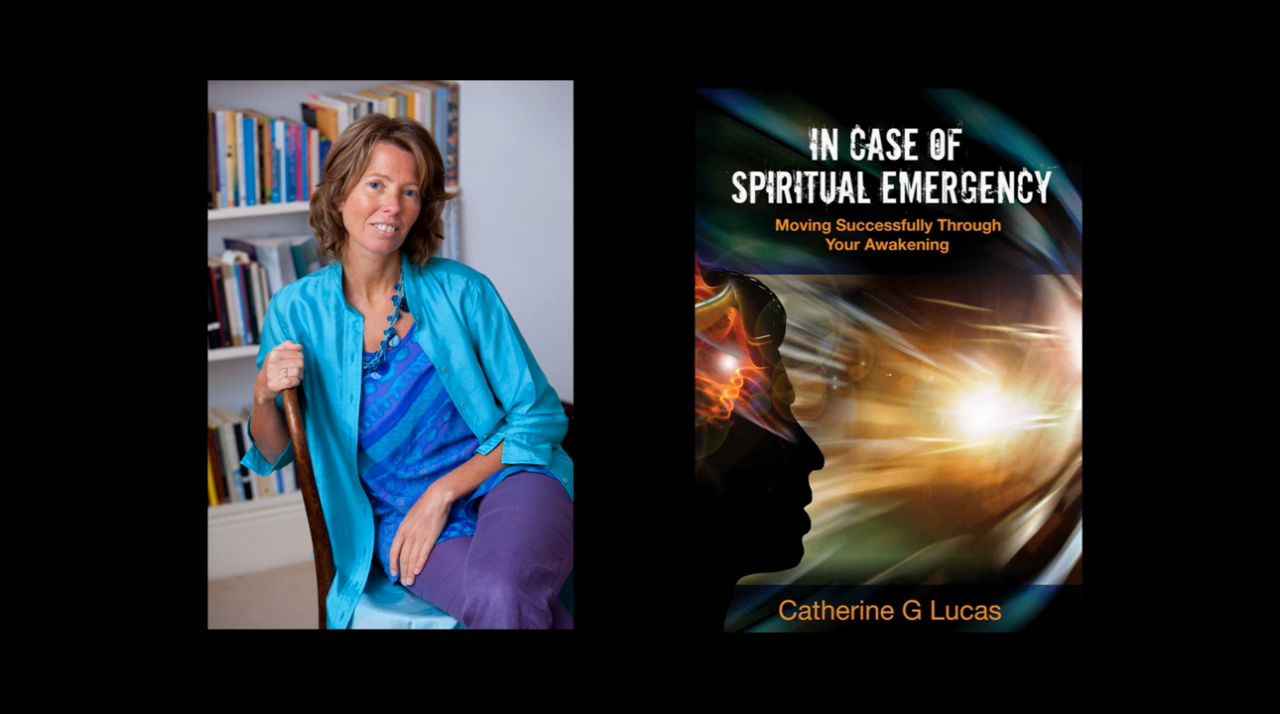 IN CASE OF
SPIRITUAL EMERGENCY
Moving Successfully Through
Your Awakening
Catherine G Lucas